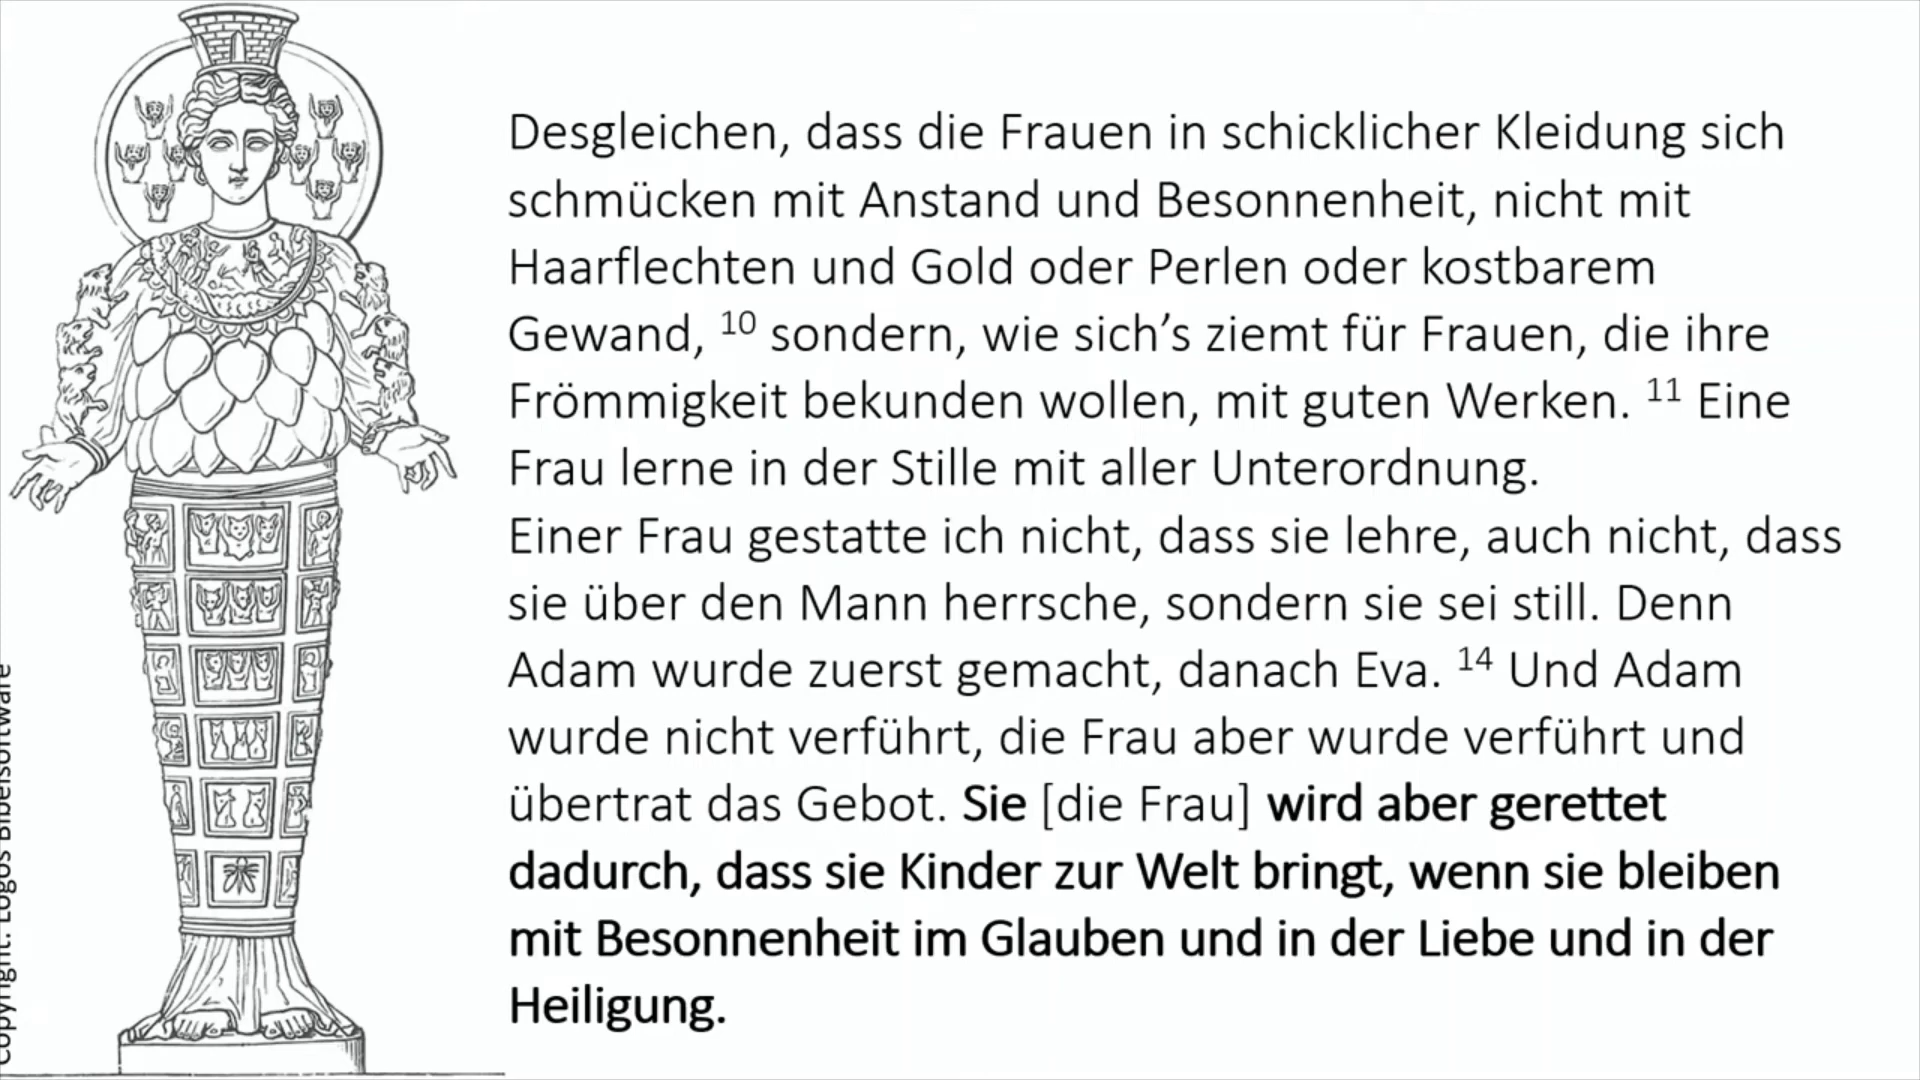 Desgleichen, dass die Frauen in schicklicher Kleidung sich
schmücken mit Anstand und Besonnenheit, nicht mit
Haarflechten und Gold oder Perlen oder kostbarem
Gewand, ¹⁰ sondern, wie sich’s ziemt für Frauen, die ihre
Frömmigkeit bekunden wollen, mit guten Werken. ¹¹ Eine
Frau lerne in der Stille mit aller Unterordnung.
Einer Frau gestatte ich nicht, dass sie lehre, auch nicht, dass
sie über den Mann herrsche, sondern sie sei still. Denn
Adam wurde zuerst gemacht, danach Eva. ¹⁴ Und Adam
wurde nicht verführt, die Frau aber wurde verführt und
übertrat das Gebot. Sie [die Frau] wird aber gerettet
dadurch, dass sie Kinder zur Welt bringt, wenn sie bleiben
mit Besonnenheit im Glauben und in der Liebe und in der
Heiligung.
Copyright: Logos Bibelsoftware